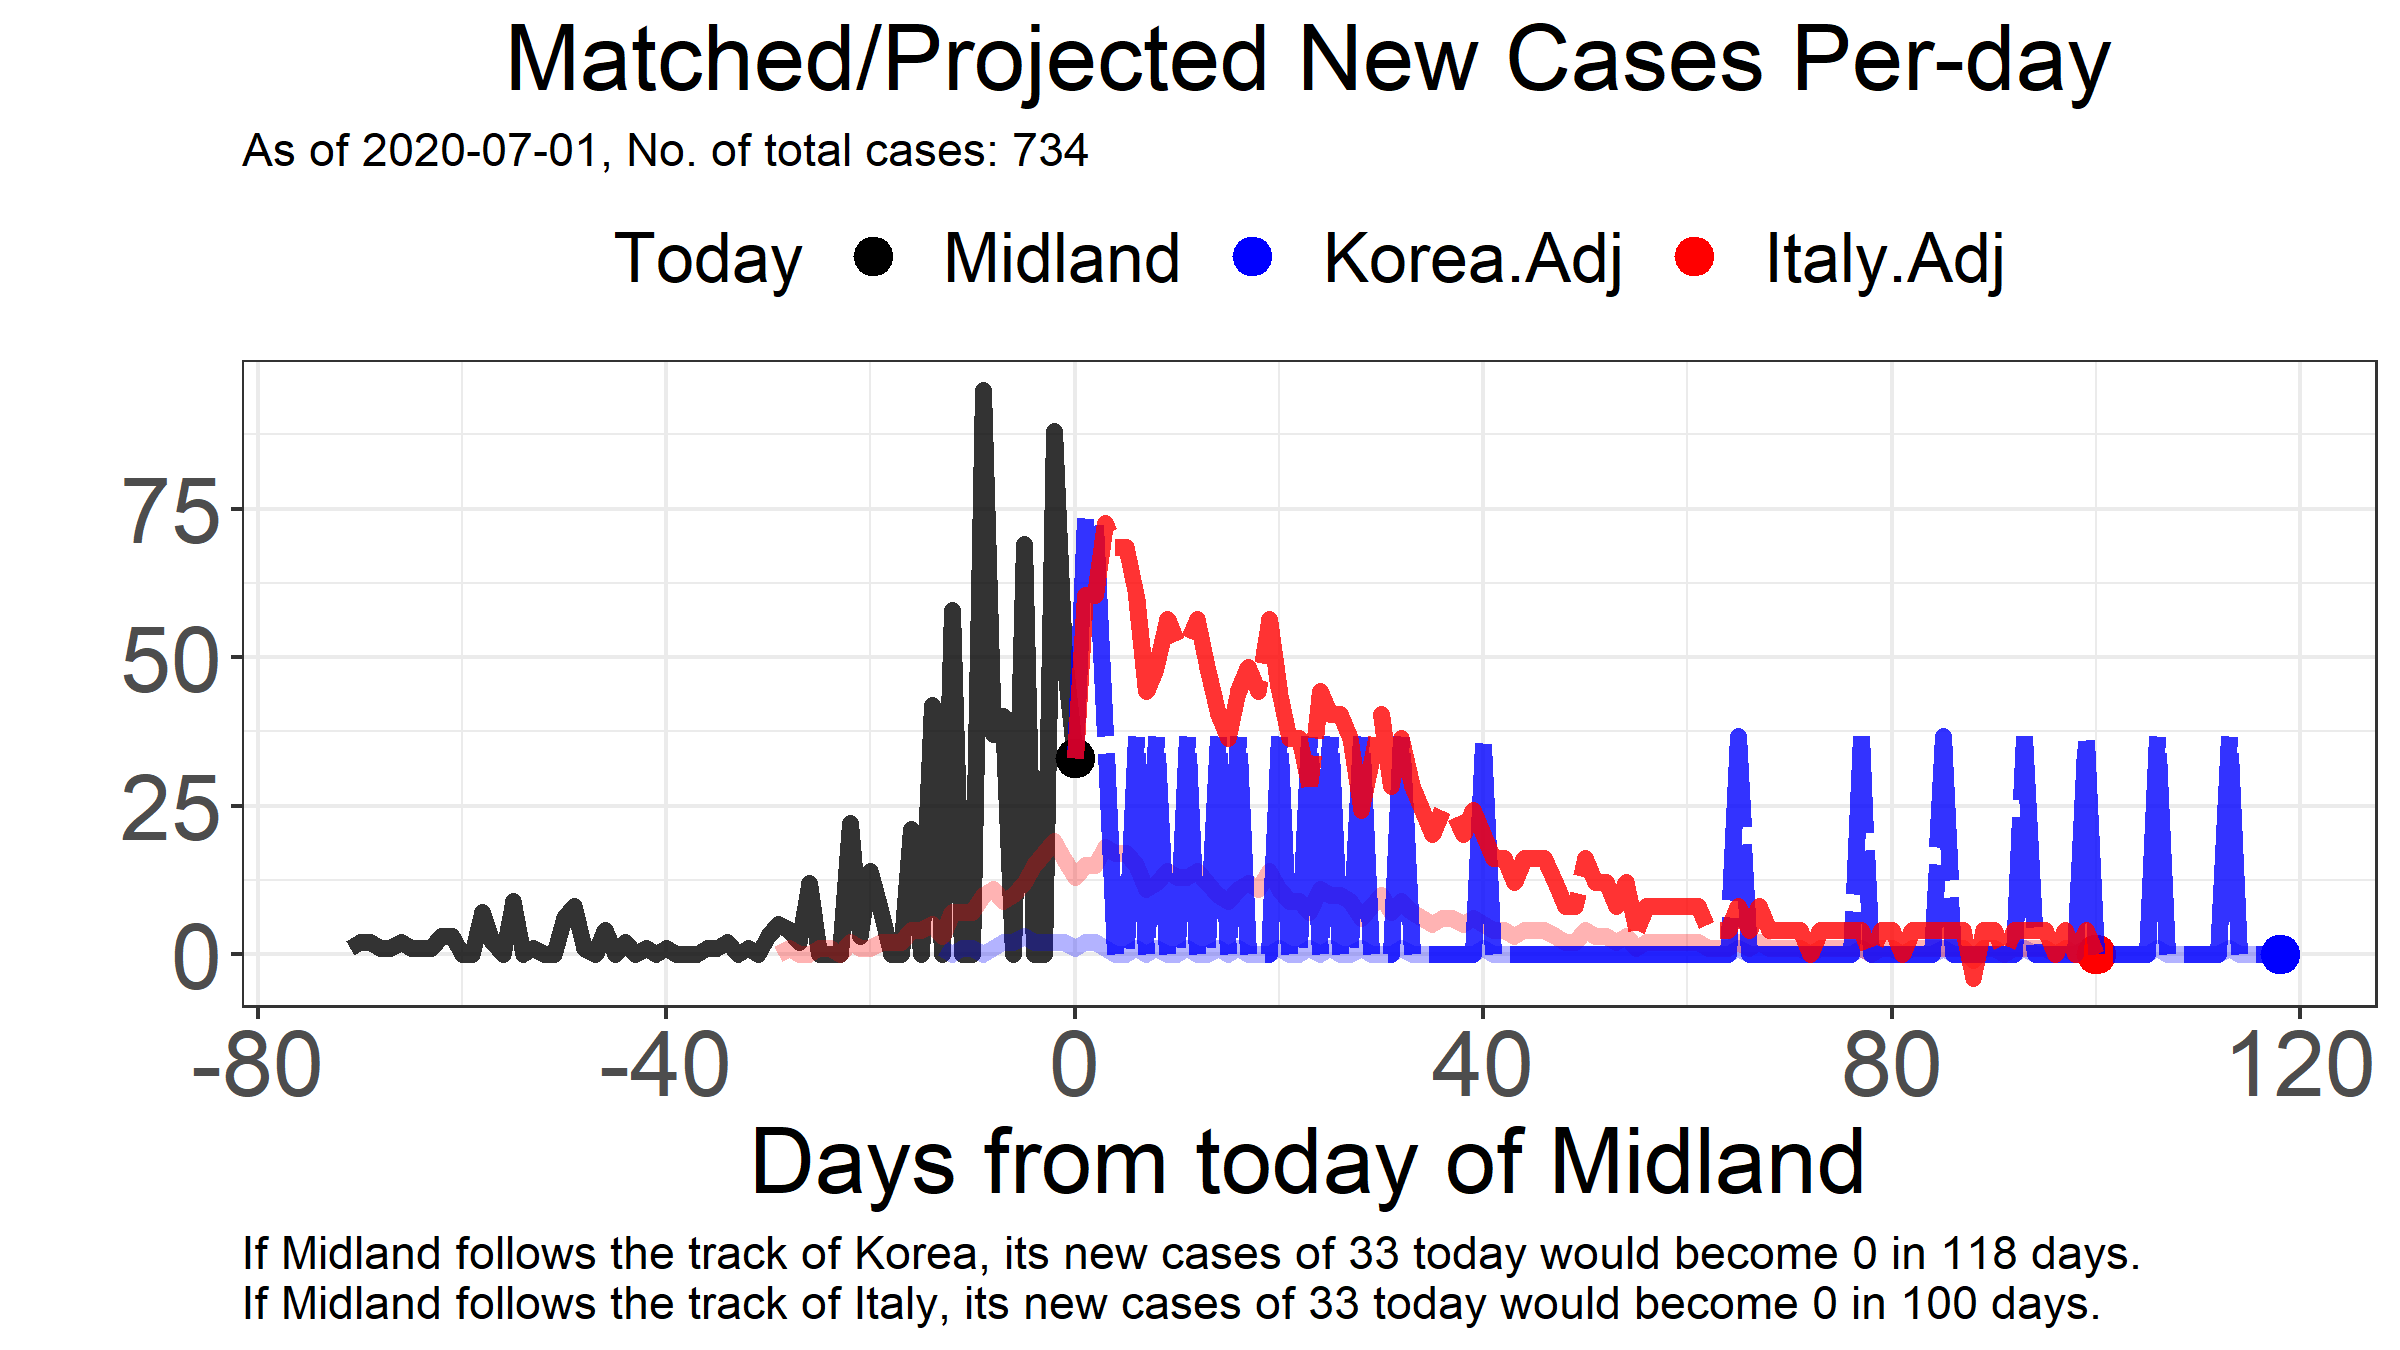 Matched/Projected New Cases Per-day
As of 2020-07-01, No. of total cases: 734
Today Midland Korea.Adj Italy.Adj
75
50
25
0
-80 -40 0 40 80 120
Days from today of Midland
If Midland follows the track of Korea, its new cases of 33 today would become 0 in 118 days.
If Midland follows the track of Italy, its new cases of 33 today would become 0 in 100 days.